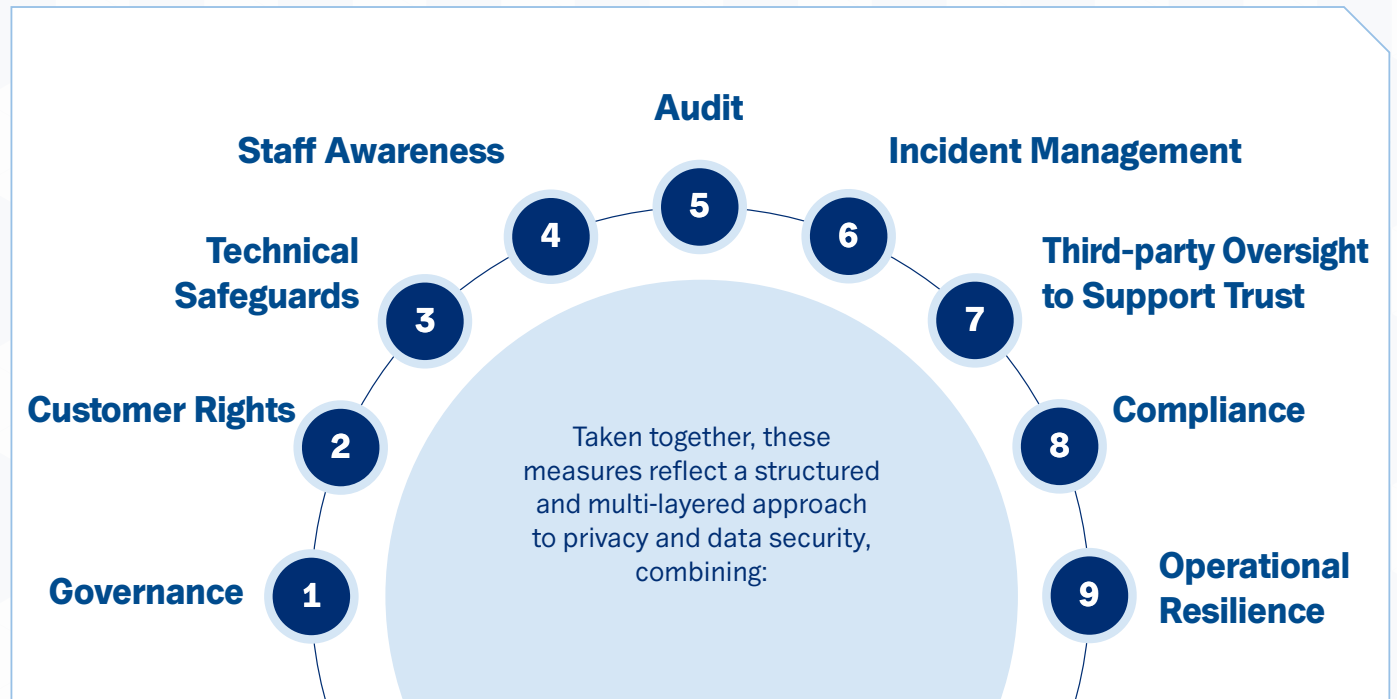 Audit
Staff Awareness
Incident Management
5
4
6
Technical
Safeguards
Third-party Oversight
to Support Trust
3
7
Customer Rights
Compliance
2
8
Taken together, these
measures reflect a structured
and multi-layered approach
to privacy and data security,
combining:
Governance
1
9
Operational
Resilience